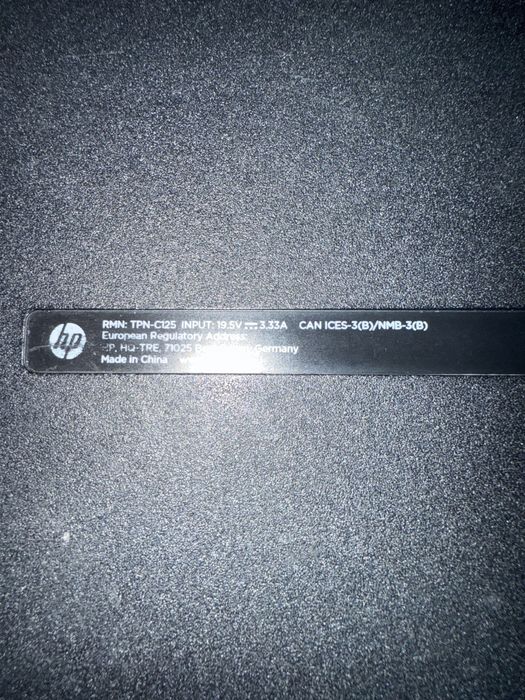 hp
RMN: TPN-C125 INPUT: 19.5V ⎓ 3.33A CAN ICES-3(B)/NMB-3(B)
European Regulatory Address:
HP, HQ-TRE, 71025 Germany
Made in China